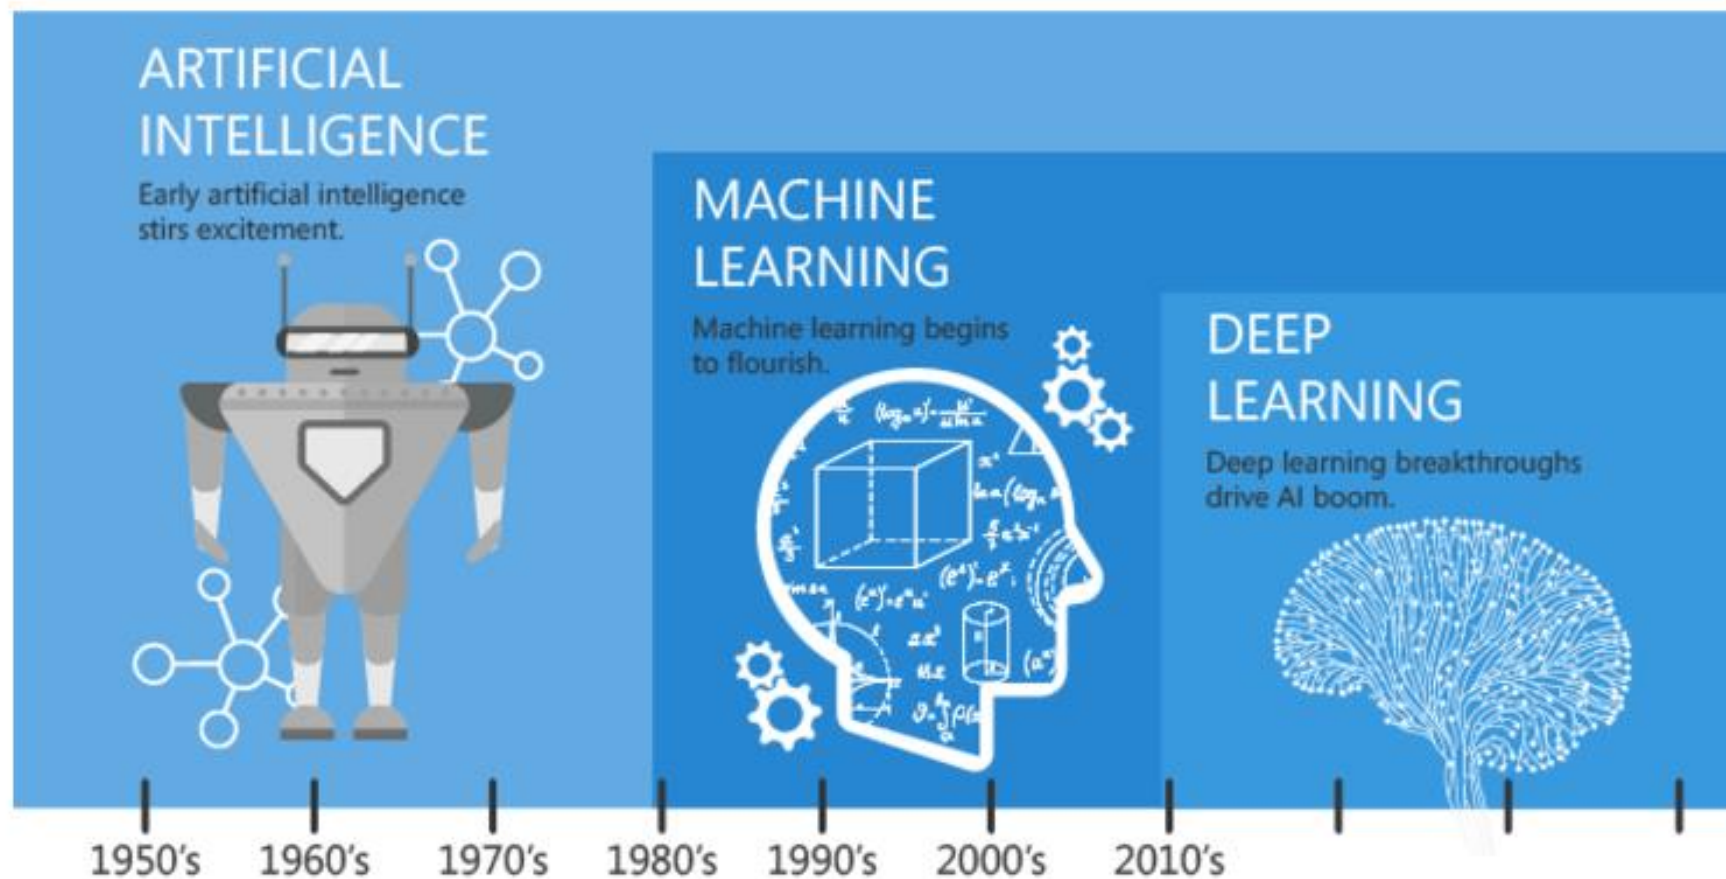 ARTIFICIAL
INTELLIGENCE
Early artificial intelligence
stirs excitement.
MACHINE
LEARNING
Machine learning begins
to flourish.
DEEP
LEARNING
Deep learning breakthroughs
drive AI boom.
1950's 1960's 1970's 1980's 1990's 2000's 2010's